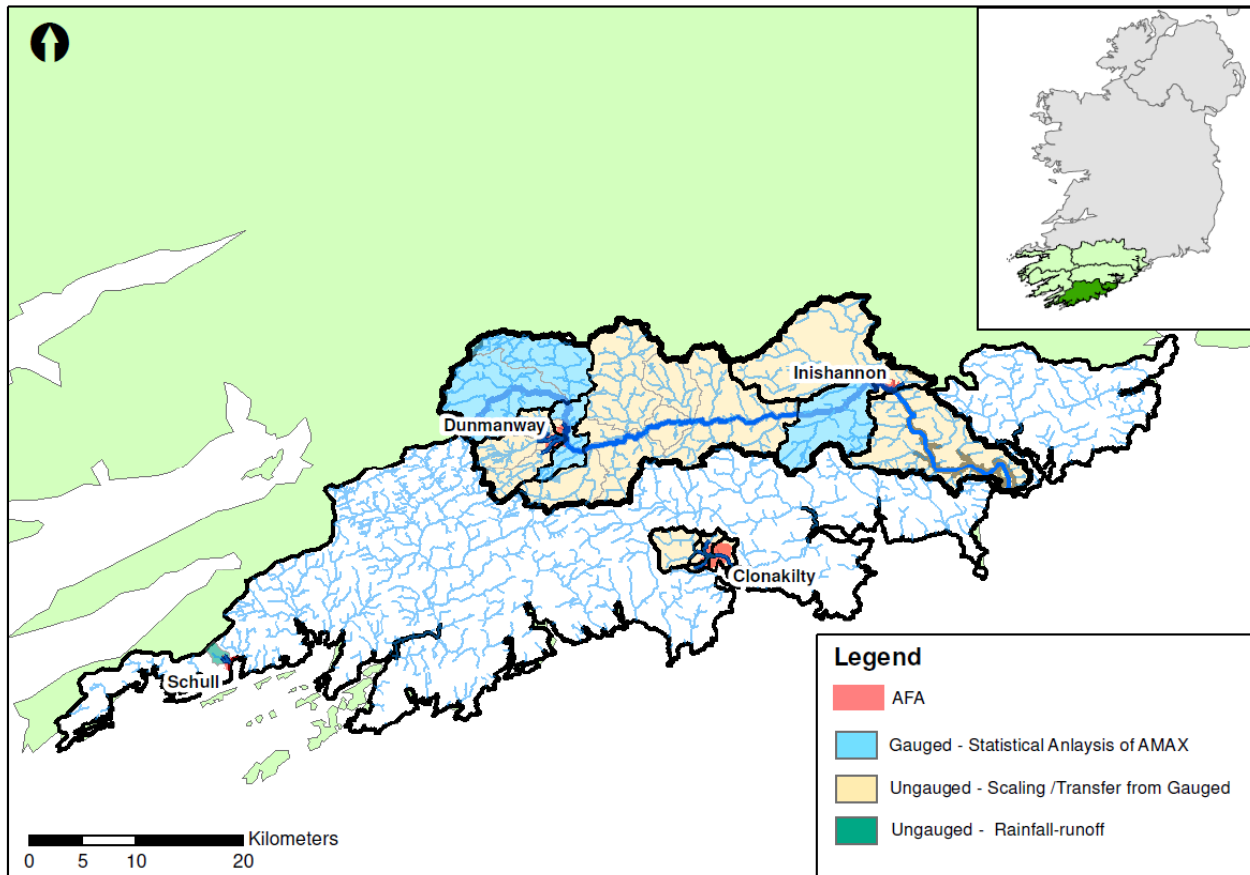 Inishannon
Dunmanway
Clonakilty
Schull
Legend
AFA
Gauged - Statistical Anlaysis of AMAX
Ungauged - Scaling /Transfer from Gauged
Ungauged - Rainfall-runoff
Kilometers
0 5 10 20